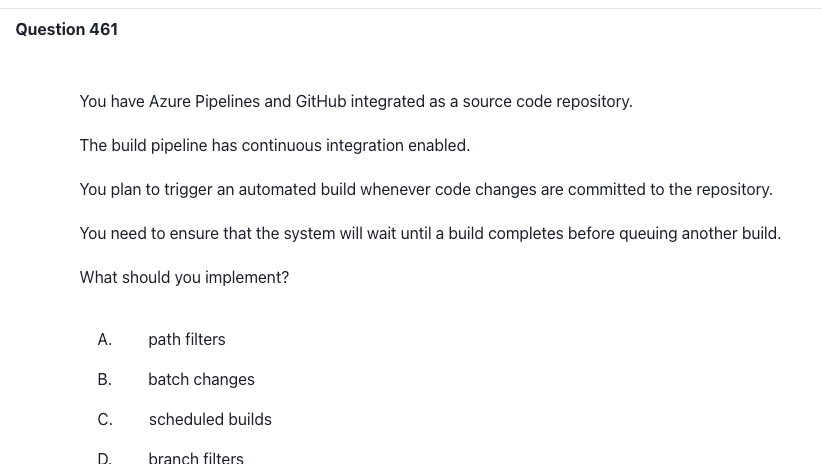 Question 461
You have Azure Pipelines and GitHub integrated as a source code repository.
The build pipeline has continuous integration enabled.
You plan to trigger an automated build whenever code changes are committed to the repository.
You need to ensure that the system will wait until a build completes before queuing another build.
What should you implement?
A. path filters
B. batch changes
C. scheduled builds
D. branch filters